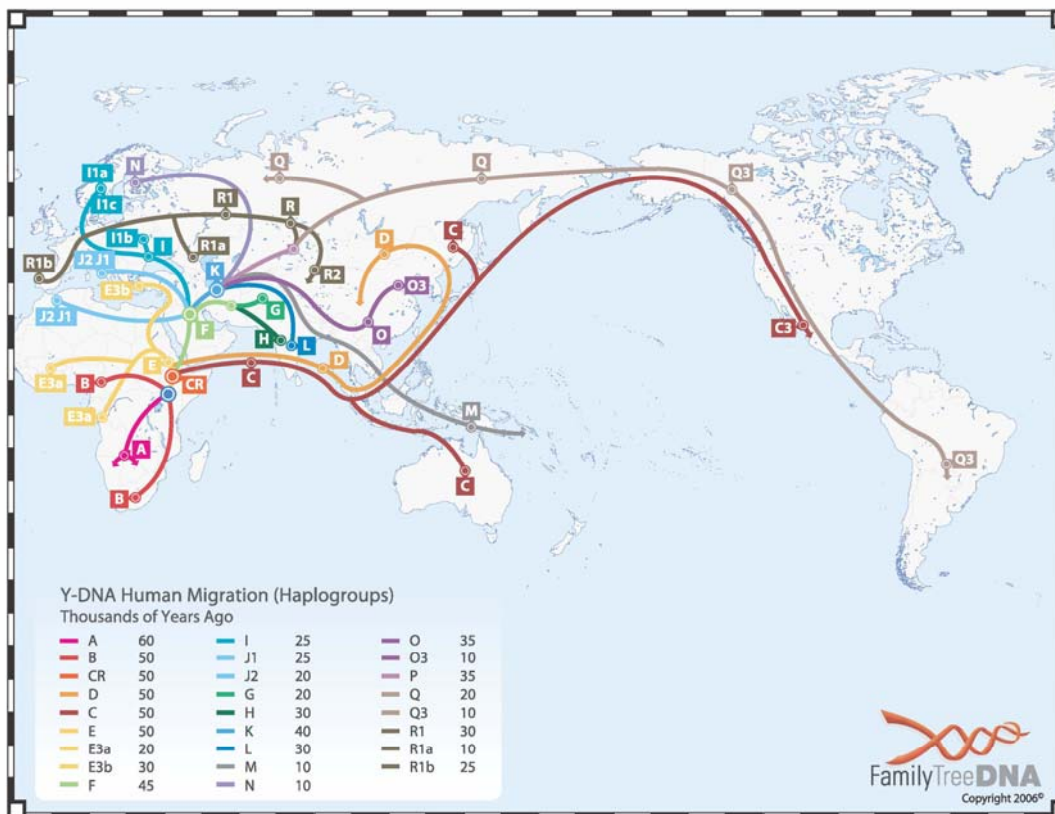 N
Q
Q
Q3
I1a
I1c
R1
R
I1b
I
R1a
D
C
R1b
J2 J1
K
R2
E3b
O3
J2 J1
F
G
O
H
L
C3
E
D
E3a
B
CR
C
E3a
M
A
Q3
C
B
Y-DNA Human Migration (Haplogroups)
Thousands of Years Ago
A 60
B 50
CR 50
D 50
C 50
E 50
E3a 20
E3b 30
F 45
I 25
J1 25
J2 20
G 20
H 30
K 40
L 30
M 10
N 10
O 35
O3 10
P 35
Q 20
Q3 10
R1 30
R1a 10
R1b 25
FamilyTreeDNA
Copyright 2006©